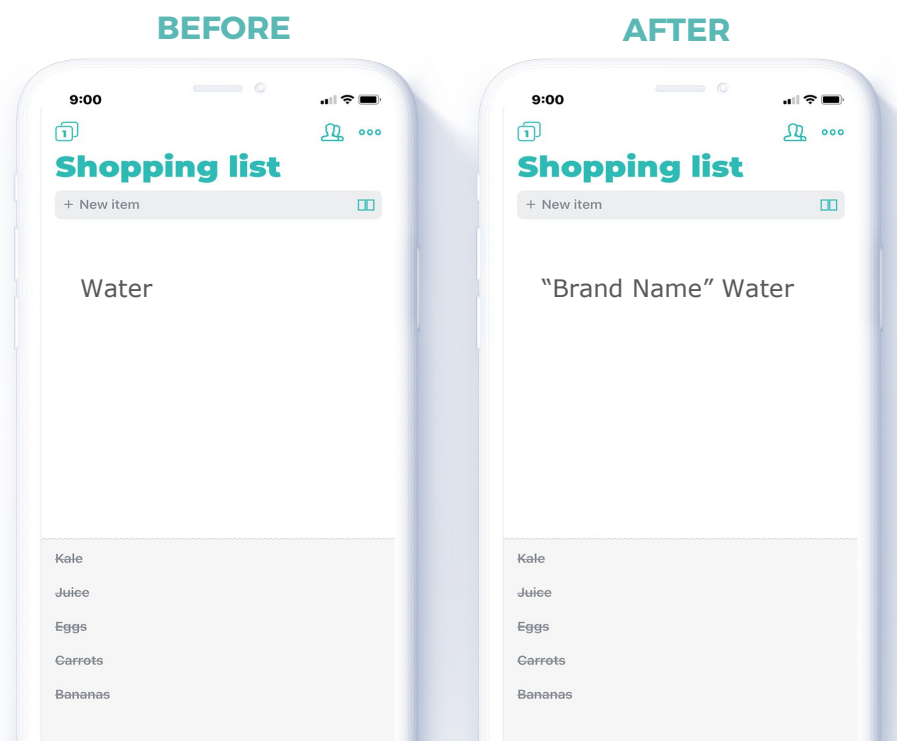 BEFORE
9:00
1
Shopping list
+ New item
Water
Kale
Juice
Eggs
Carrots
Bananas
AFTER
9:00
1
Shopping list
+ New item
“Brand Name” Water
Kale
Juice
Eggs
Carrots
Bananas